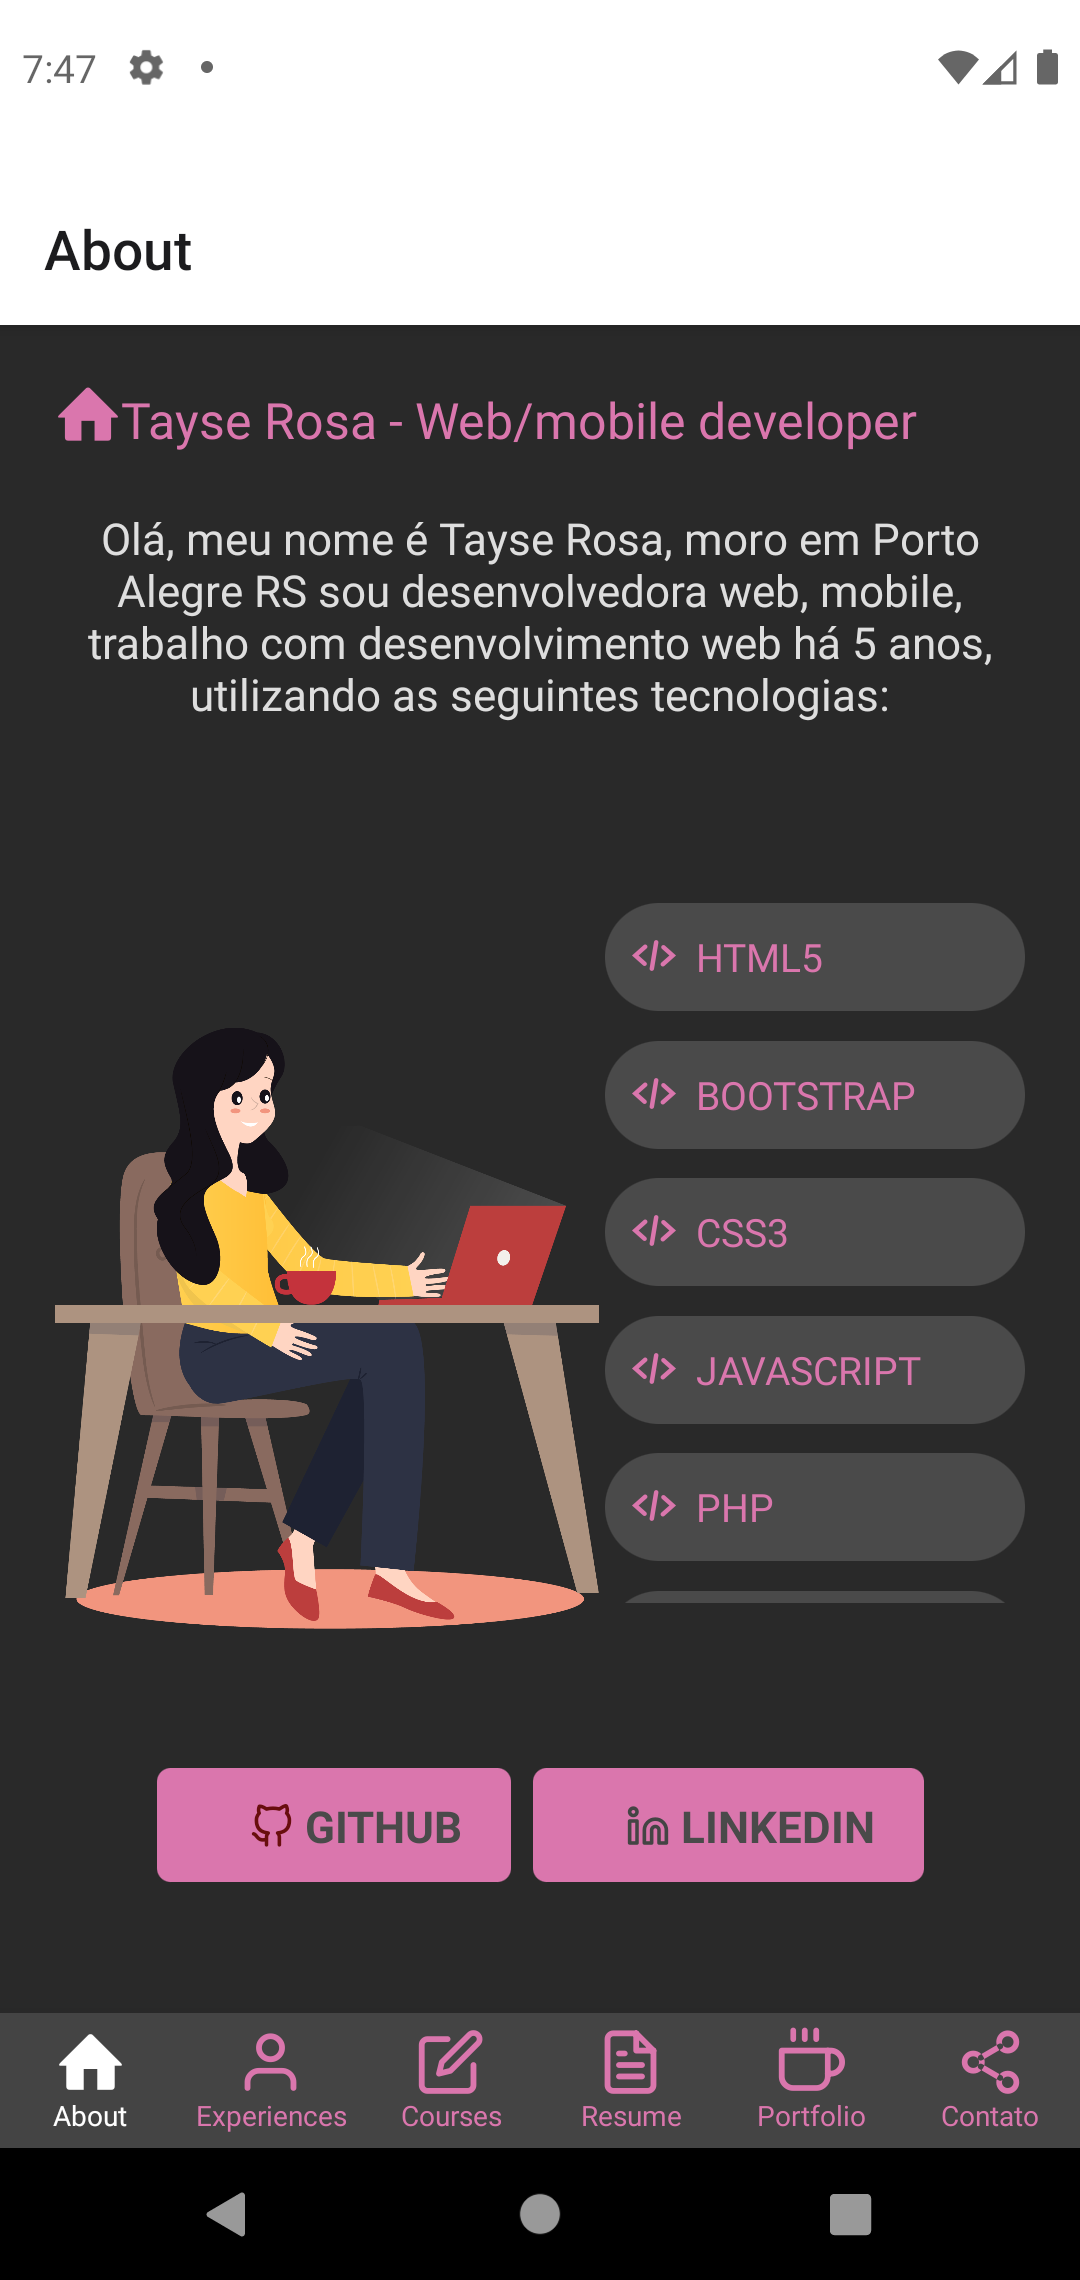 7:47
About
Tayse Rosa - Web/mobile developer
Olá, meu nome é Tayse Rosa, moro em Porto
Alegre RS sou desenvolvedora web, mobile,
trabalho com desenvolvimento web há 5 anos,
utilizando as seguintes tecnologias:
HTML5
BOOTSTRAP
CSS3
JAVASCRIPT
PHP
GITHUB
LINKEDIN
About
Experiences
Courses
Resume
Portfolio
Contato